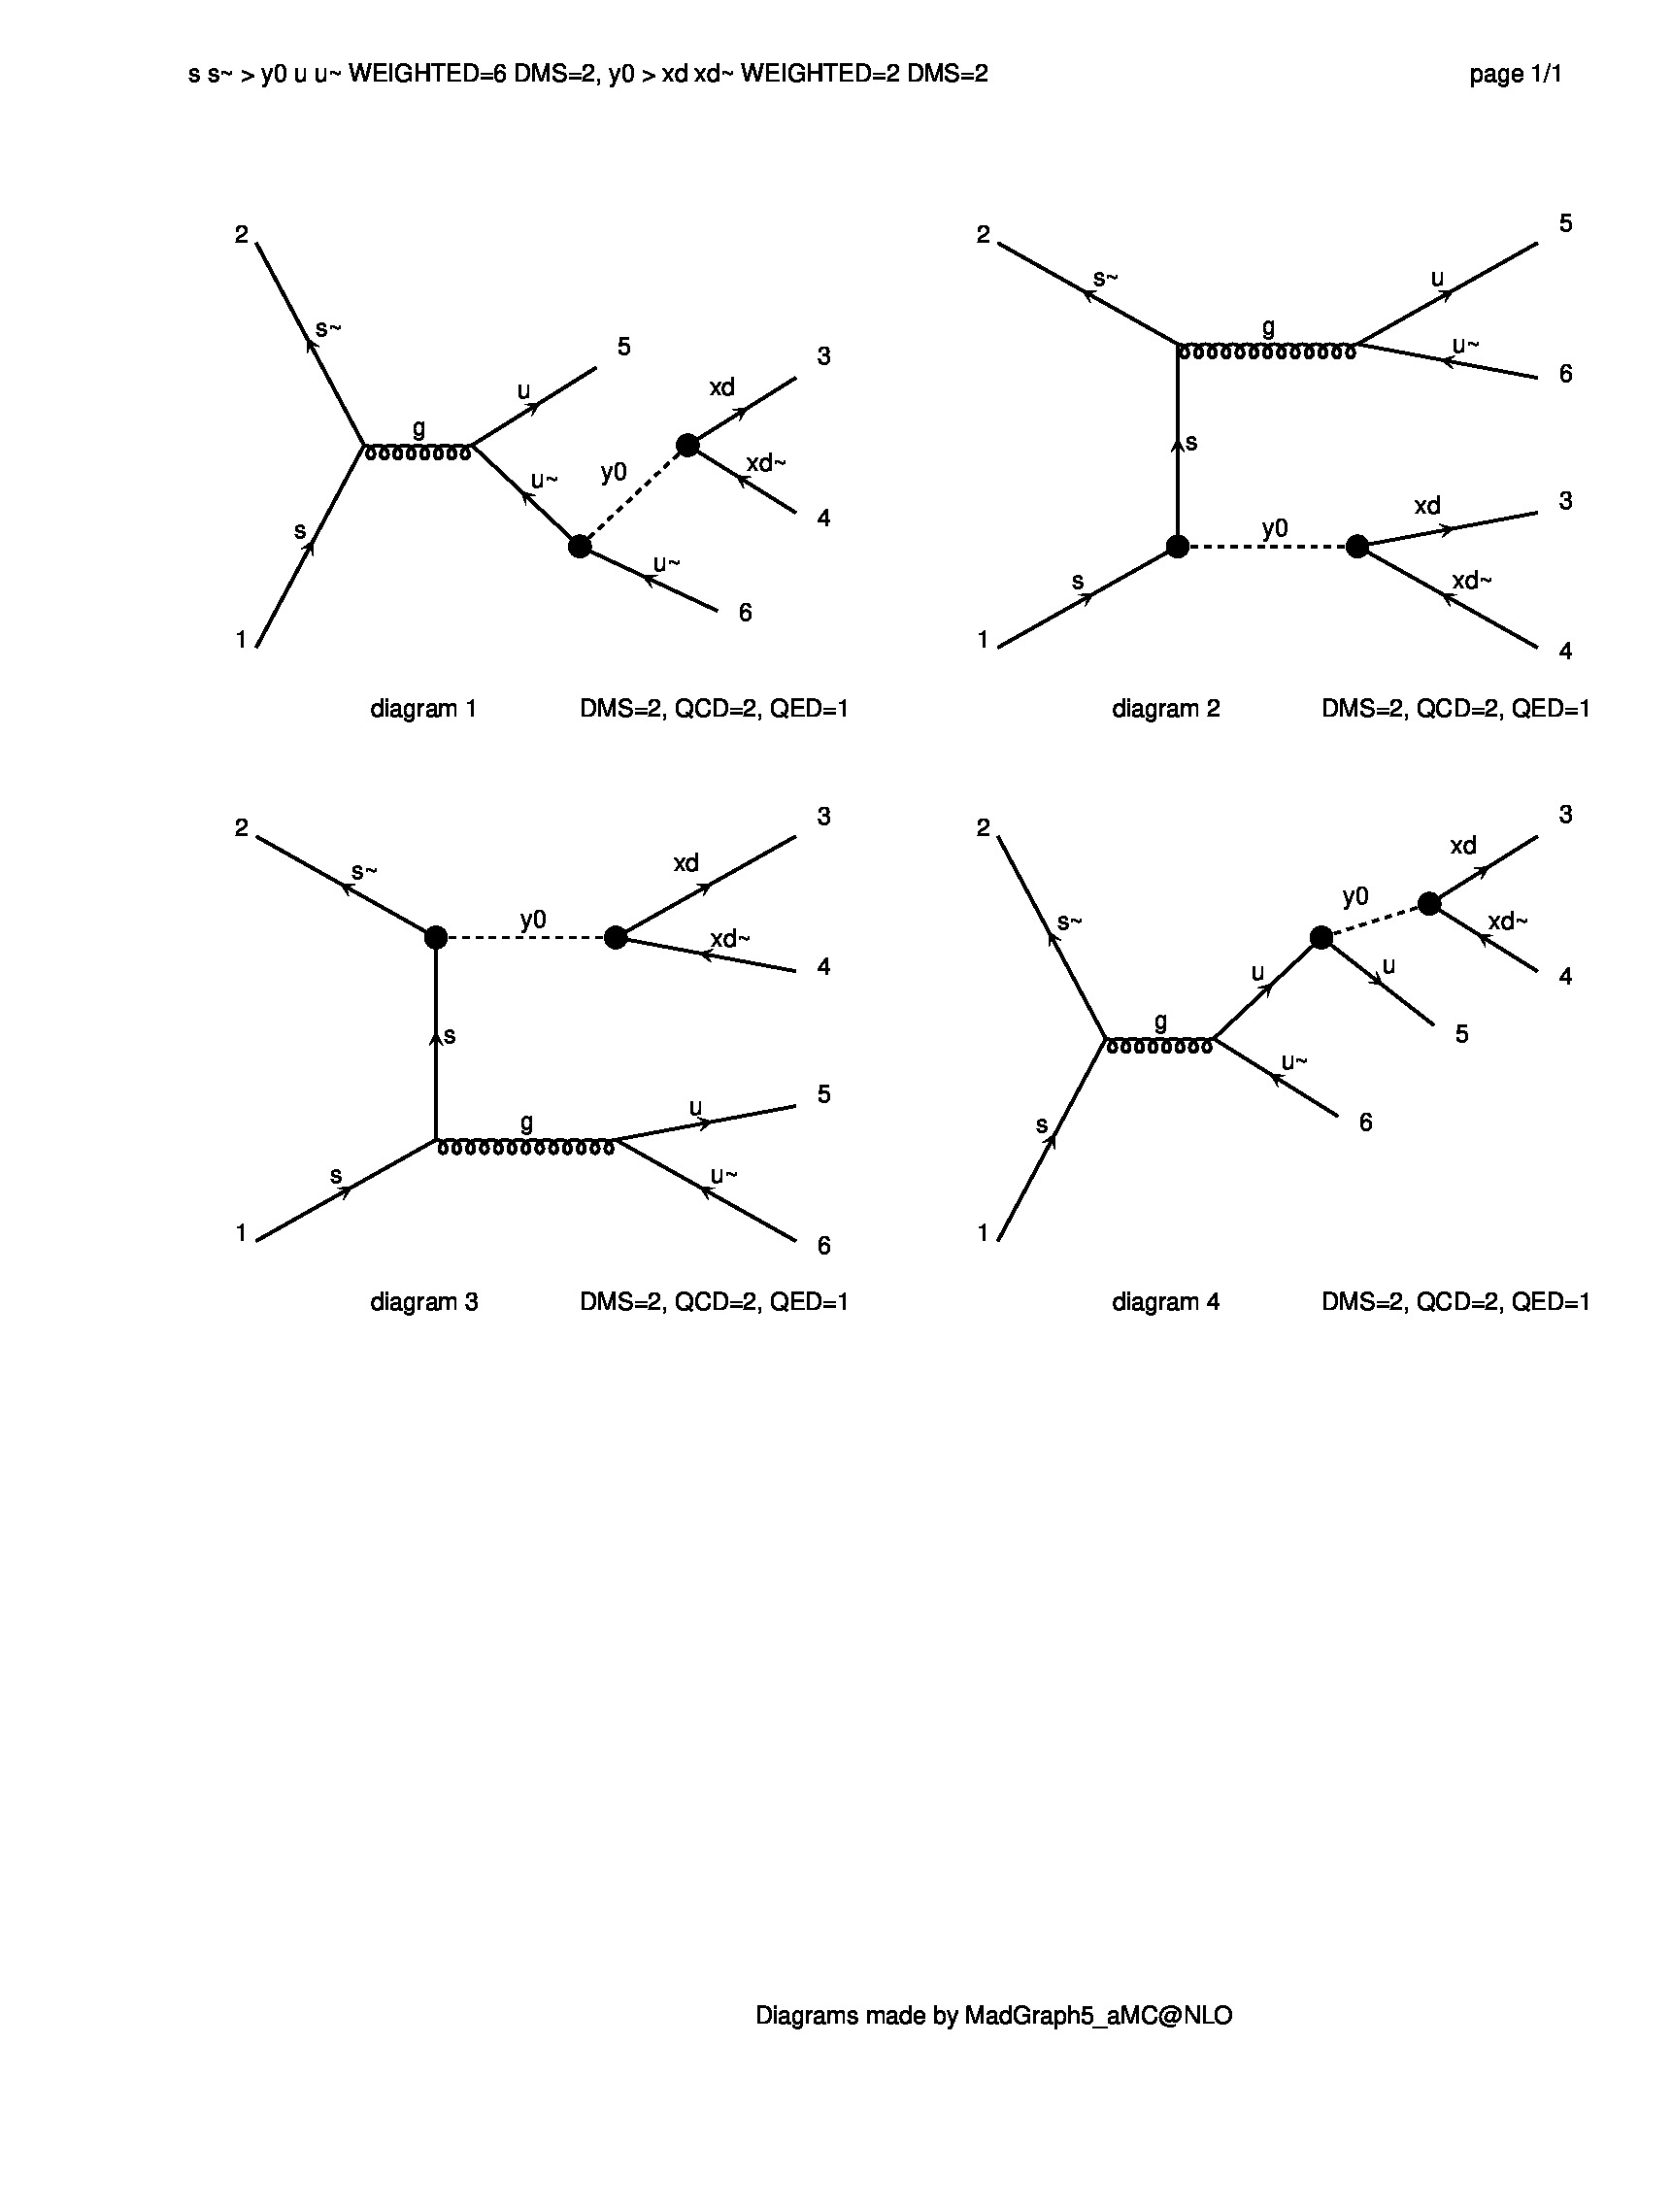 s s~ > y0 u u~ WEIGHTED=6 DMS=2, y0 > xd xd~ WEIGHTED=2 DMS=2 page 1/1
2
s~
s
1
g
u
5
u~
y0
xd
3
xd~
4
u~
6
diagram 1 DMS=2, QCD=2, QED=1
2
s~
g
u
5
u~
6
s
s
1
y0
xd
3
xd~
4
diagram 2 DMS=2, QCD=2, QED=1
2
s~
y0
xd
3
xd~
4
s
s
1
g
u
5
u~
6
diagram 3 DMS=2, QCD=2, QED=1
2
s~
s
1
g
u
y0
xd
3
xd~
4
u
5
u~
6
diagram 4 DMS=2, QCD=2, QED=1
Diagrams made by MadGraph5_aMC@NLO